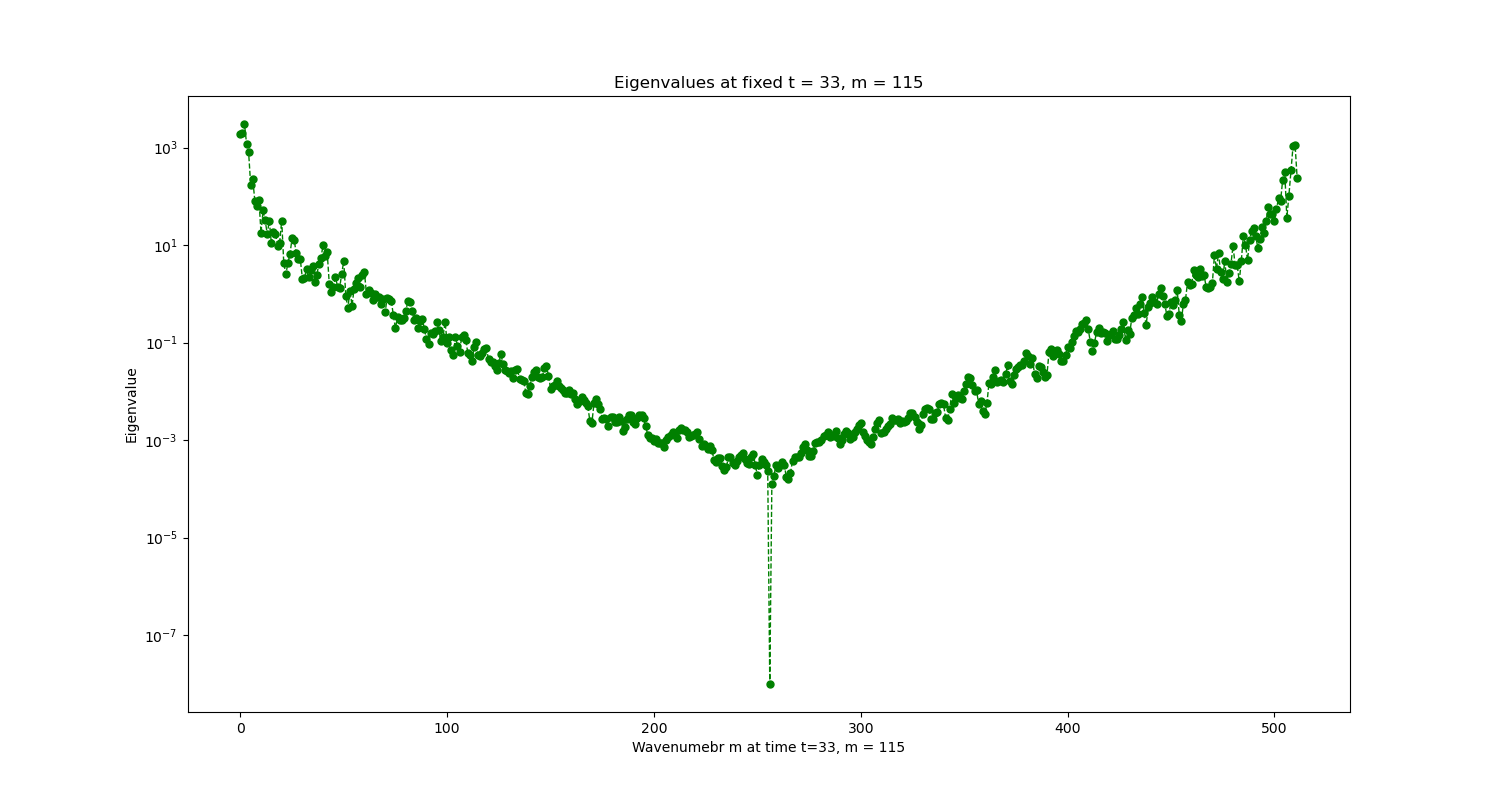 Eigenvalues at fixed t = 33, m = 115
10³
10¹
10⁻¹
10⁻³
10⁻⁵
10⁻⁷
Eigenvalue
0 100 200 300 400 500
Wavenumebr m at time t=33, m = 115